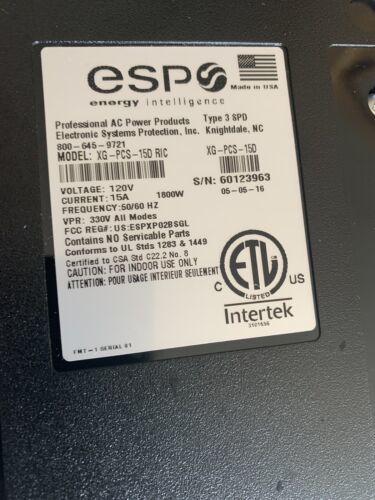 esp
energy intelligence
Made in USA
Professional AC Power Products Type 3 SPD
Electronic Systems Protection, Inc. Knightdale, NC
800-645-9721
MODEL: XG-PCS-15D RIC XG-PCS-15D
VOLTAGE: 120V
CURRENT: 15A 1800W
S/N: 60123963
FREQUENCY: 50/60 HZ
05-05-16
VPR: 330V All Modes
FCC REG#: US:ESPXP02BSGL
Contains NO Servicable Parts
Conforms to UL Stds 1283 & 1449
Certified to CSA Std C22.2 No. 8
CAUTION: FOR INDOOR USE ONLY
ATTENTION: POUR USAGE INTERIEUR SEULEMENT
ETL
CM
LISTED
C US
Intertek
3101696
FMT-1 SERIAL 01